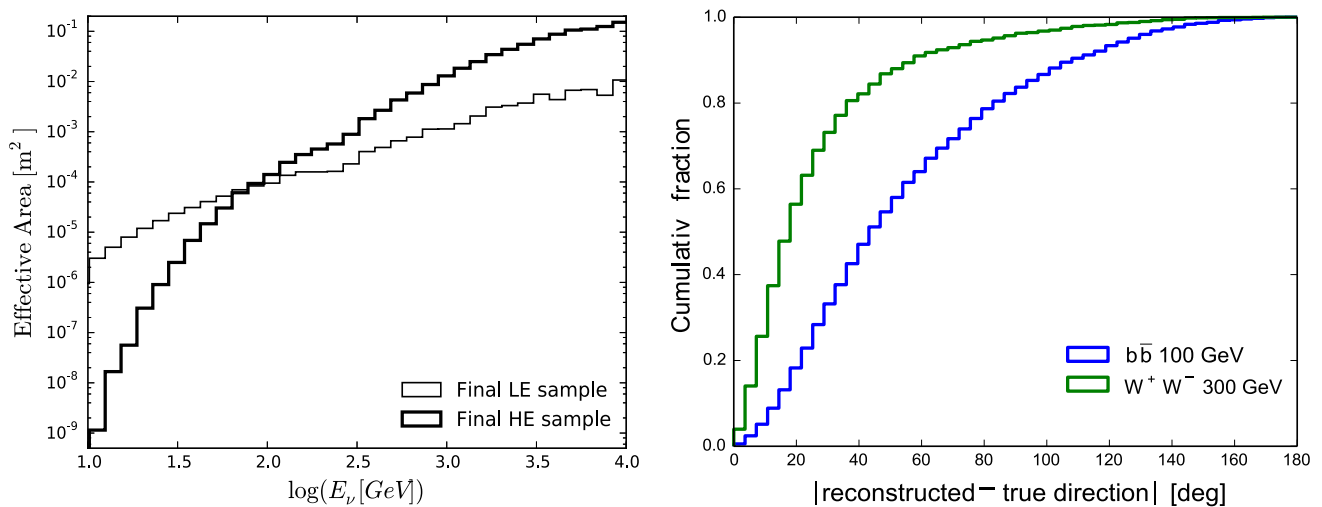 Effective Area [m²]
10⁻¹
10⁻²
10⁻³
10⁻⁴
10⁻⁵
10⁻⁶
10⁻⁷
10⁻⁸
10⁻⁹
Final LE sample
Final HE sample
1.0 1.5 2.0 2.5 3.0 3.5 4.0
log(E_ν[GeV])
Cumulativ fraction
1.0
0.8
0.6
0.4
0.2
0.0
bb̄ 100 GeV
W⁺ W⁻ 300 GeV
0 20 40 60 80 100 120 140 160 180
|reconstructed − true direction| [deg]